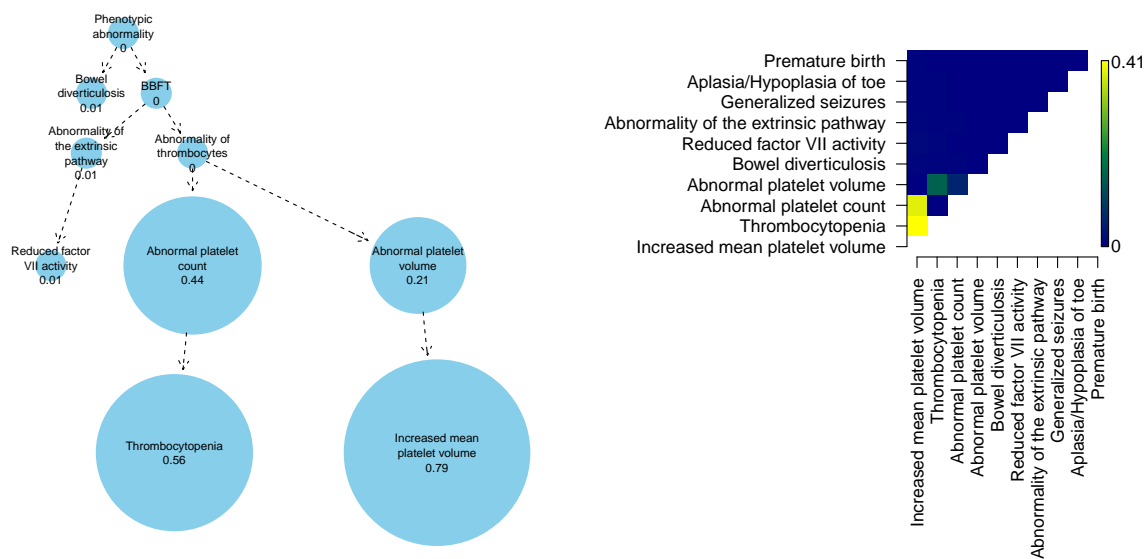 Phenotypic
abnormality
0
Bowel
diverticulosis
0.01
BBFT
0
Abnormality of
the extrinsic
pathway
0.01
Abnormality of
thrombocytes
0
Reduced factor
VII activity
0.01
Abnormal platelet
count
0.44
Abnormal platelet
volume
0.21
Thrombocytopenia
0.56
Increased mean
platelet volume
0.79
Premature birth
Aplasia/Hypoplasia of toe
Generalized seizures
Abnormality of the extrinsic pathway
Reduced factor VII activity
Bowel diverticulosis
Abnormal platelet volume
Abnormal platelet count
Thrombocytopenia
Increased mean platelet volume
0.41
0
Increased mean platelet volume
Thrombocytopenia
Abnormal platelet count
Abnormal platelet volume
Bowel diverticulosis
Reduced factor VII activity
Abnormality of the extrinsic pathway
Generalized seizures
Aplasia/Hypoplasia of toe
Premature birth